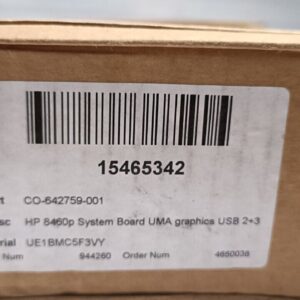 15465342
t CO-642759-001
sc HP 8460p System Board UMA graphics USB 2+3
rial UE1BMC5F3VY
Num 944260 Order Num 4650038